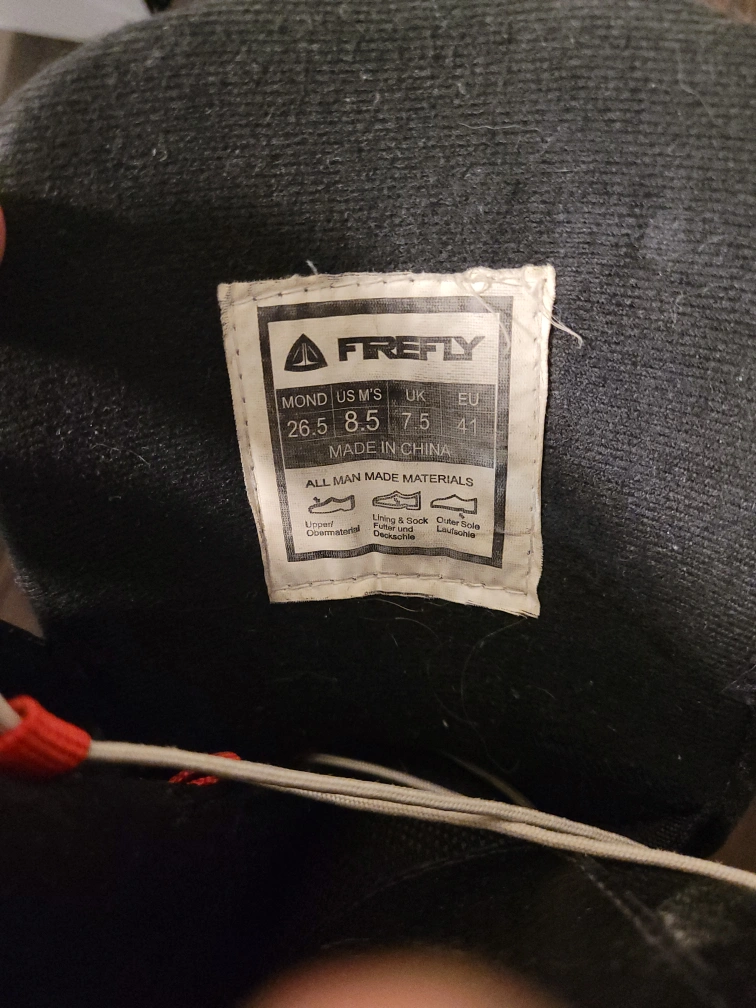 FIREFLY
MOND US M'S UK EU
26.5 8.5 7.5 41
MADE IN CHINA
ALL MAN MADE MATERIALS
Upper/
Obermaterial
Lining & Sock
Futter und
Decksohle
Outer Sole
Laufsohle